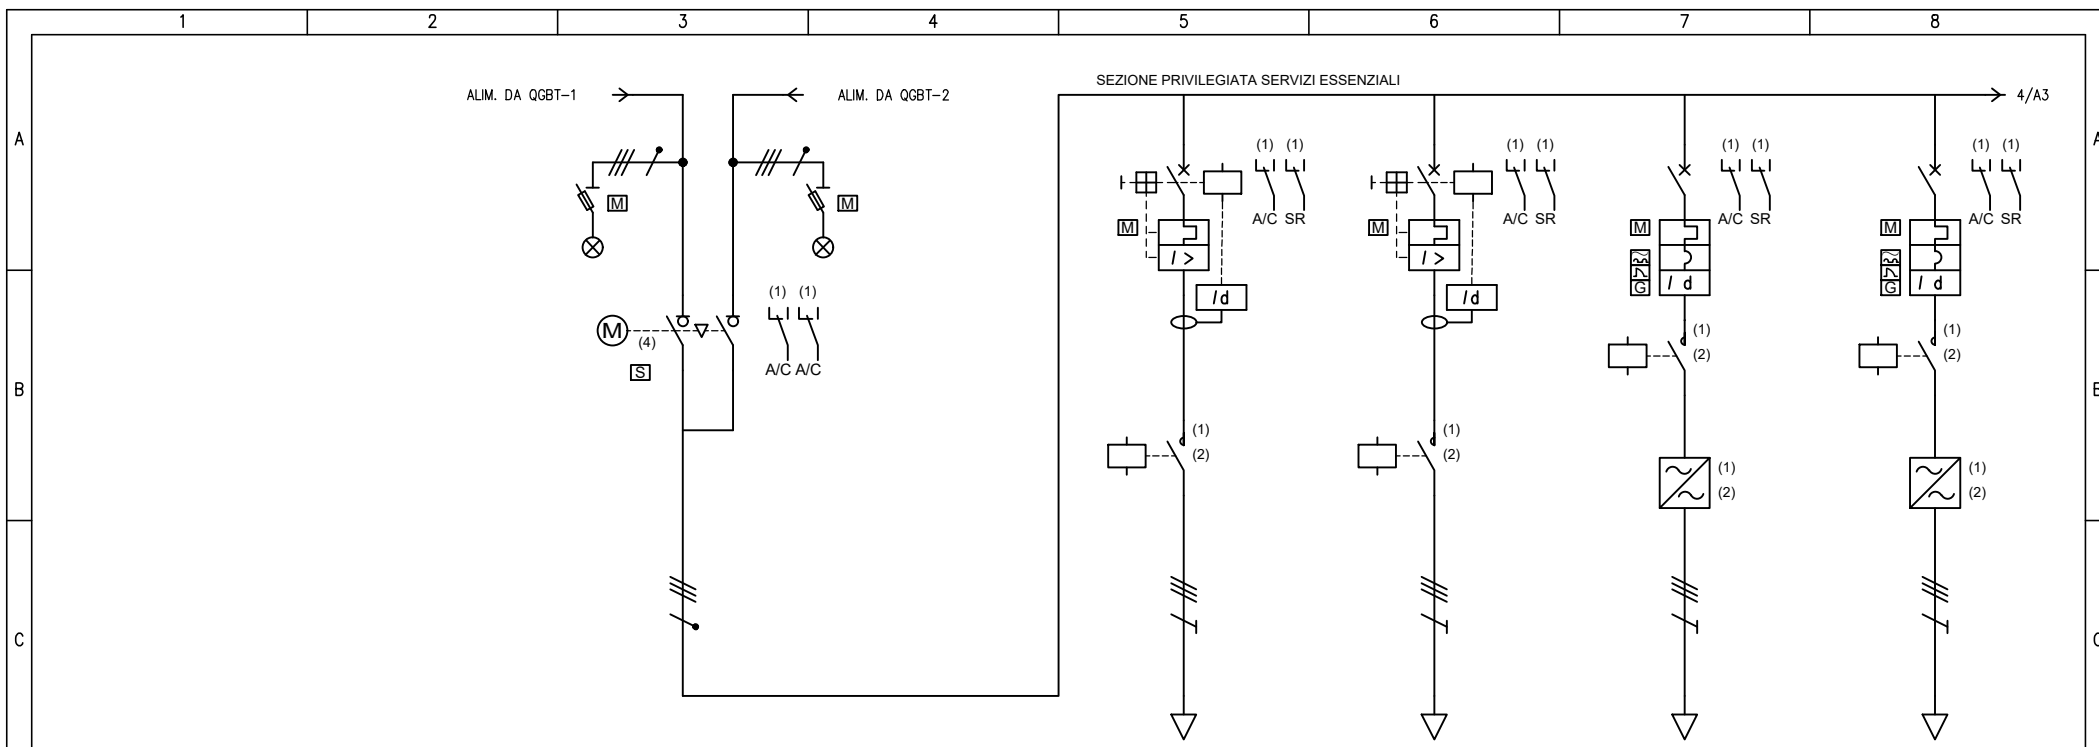 1 2 3 4 5 6 7 8
SEZIONE PRIVILEGIATA SERVIZI ESSENZIALI
ALIM. DA QGBT-1 ALIM. DA QGBT-2 4/A3
A A
(1) (1) (1) (1) (1) (1) (1) (1)
M M
A/C SR A/C SR A/C SR A/C SR
M M M M
I > I >
I d I d
G G
(1) (1) I d I d
M (4) (1) (1)
(2) (2)
S A/C A/C
B B
(1) (1)
(2) (2)
(1) (1)
(2) (2)
C C